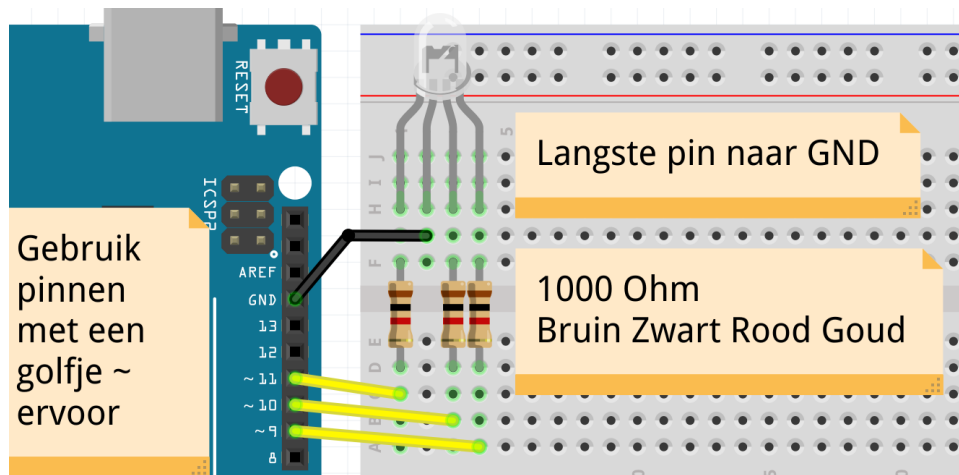 RESET
ICSP2
AREF
GND
13
12
~11
~10
~9
8
Gebruik
pinnen
met een
golfje ~
ervoor
Langste pin naar GND
1000 Ohm
Bruin Zwart Rood Goud
5
J
I
H
F
E
D
C
A